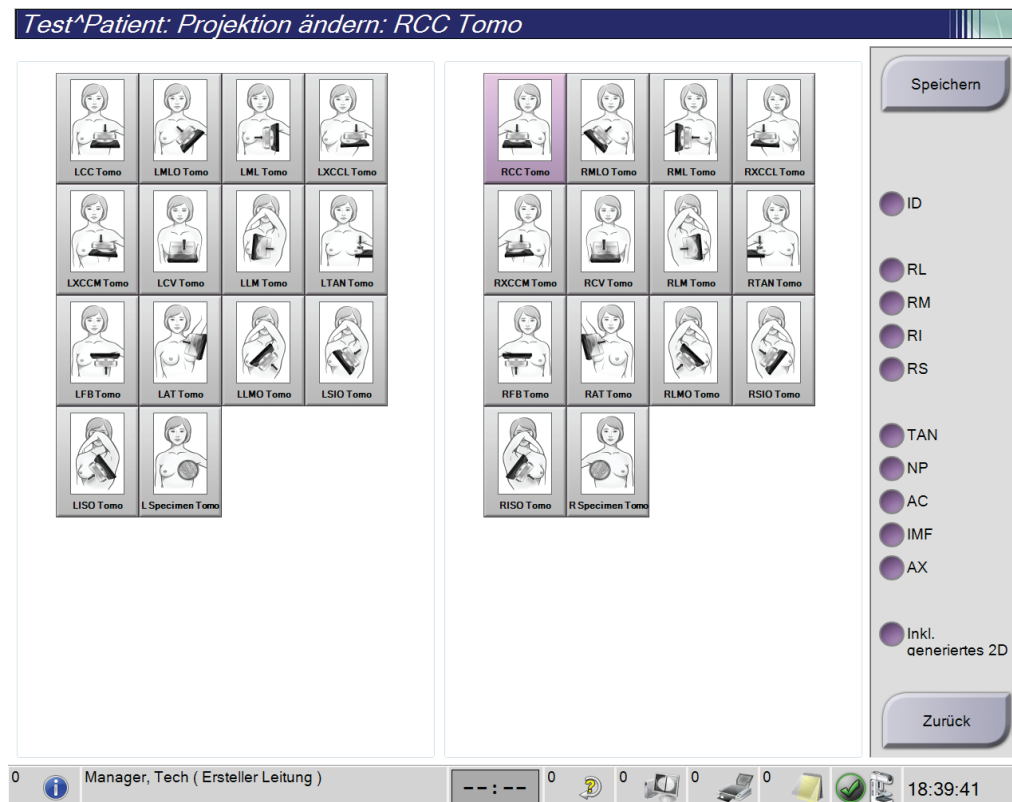 Test^Patient: Projektion ändern: RCC Tomo
LCC Tomo LMLO Tomo LML Tomo LXCCL Tomo
LXCCM Tomo LCV Tomo LLM Tomo LTAN Tomo
LFB Tomo LAT Tomo LLMO Tomo LSIO Tomo
LISO Tomo L Specimen Tomo
RCC Tomo RMLO Tomo RML Tomo RXCCL Tomo
RXCCM Tomo RCV Tomo RLM Tomo RTAN Tomo
RFB Tomo RAT Tomo RLMO Tomo RSIO Tomo
RISO Tomo R Specimen Tomo
Speichern
ID
RL
RM
RI
RS
TAN
NP
AC
IMF
AX
Inkl.
generiertes 2D
Zurück
0 Manager, Tech ( Ersteller Leitung ) --:-- 0 0 0 0 18:39:41